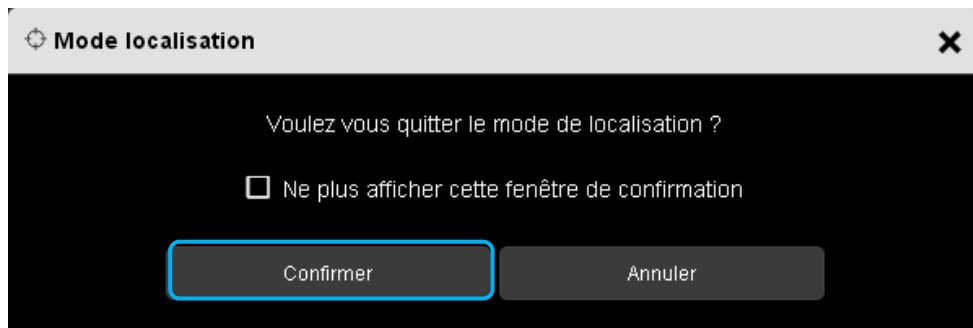 Mode localisation
Voulez vous quitter le mode de localisation ?
Ne plus afficher cette fenêtre de confirmation
Confirmer
Annuler